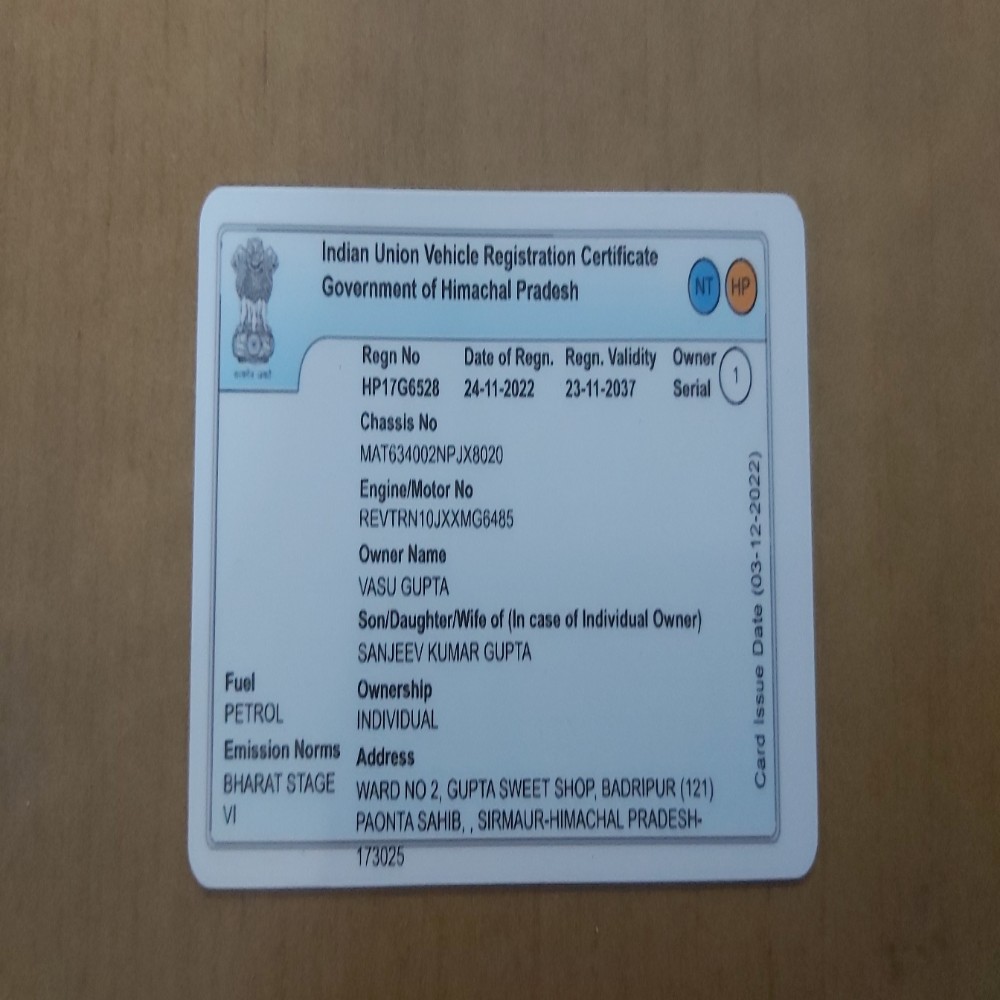 Indian Union Vehicle Registration Certificate
Government of Himachal Pradesh
NT HP
Regn No Date of Regn. Regn. Validity Owner Serial 1
HP17G6528 24-11-2022 23-11-2037
Chassis No
MAT634002NPJX8020
Engine/Motor No
REVTRN10JXXMG6485
Owner Name
VASU GUPTA
Son/Daughter/Wife of (In case of Individual Owner)
SANJEEV KUMAR GUPTA
Fuel
PETROL
Emission Norms
BHARAT STAGE
VI
Ownership
INDIVIDUAL
Address
WARD NO 2, GUPTA SWEET SHOP, BADRIPUR (121)
PAONTA SAHIB, , SIRMAUR-HIMACHAL PRADESH-
173025
Card Issue Date (03-12-2022)